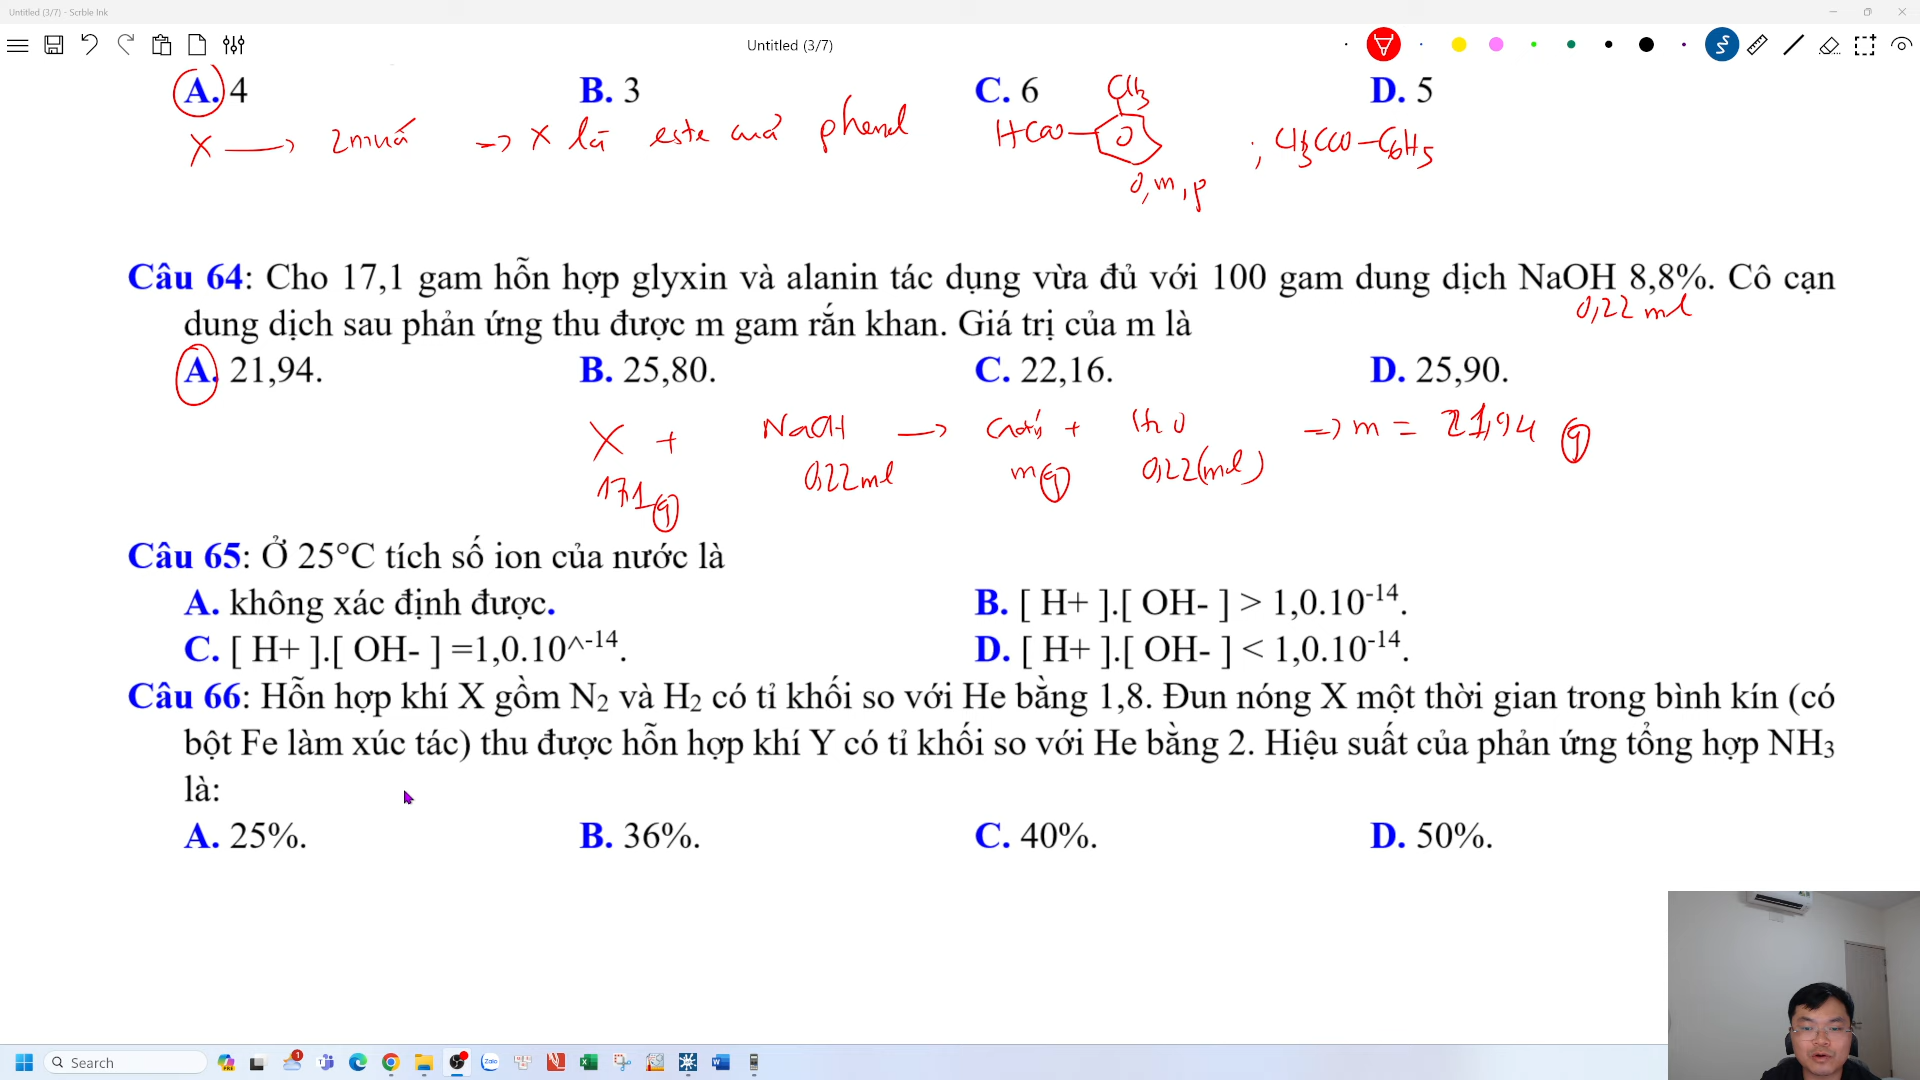 Untitled (3/7) - Scrble Ink
Untitled (3/7)
A. 4 B. 3 C. 6 D. 5
CH3
X → 2 muối → X là este của phenol HCOO- ; CH3COO-C6H5
o, m, p
Câu 64: Cho 17,1 gam hỗn hợp glyxin và alanin tác dụng vừa đủ với 100 gam dung dịch NaOH 8,8%. Cô cạn
0,22 mol
dung dịch sau phản ứng thu được m gam rắn khan. Giá trị của m là
A. 21,94. B. 25,80. C. 22,16. D. 25,90.
X + NaOH → muối + H2O → m = 21,94 g
17,1 g 0,22 mol m g 0,22 (mol)
Câu 65: Ở 25°C tích số ion của nước là
A. không xác định được. B. [ H+ ].[ OH- ] > 1,0.10⁻¹⁴.
C. [ H+ ].[ OH- ] =1,0.10^⁻¹⁴. D. [ H+ ].[ OH- ] < 1,0.10⁻¹⁴.
Câu 66: Hỗn hợp khí X gồm N₂ và H₂ có tỉ khối so với He bằng 1,8. Đun nóng X một thời gian trong bình kín (có
bột Fe làm xúc tác) thu được hỗn hợp khí Y có tỉ khối so với He bằng 2. Hiệu suất của phản ứng tổng hợp NH₃
là:
A. 25%. B. 36%. C. 40%. D. 50%.
Search